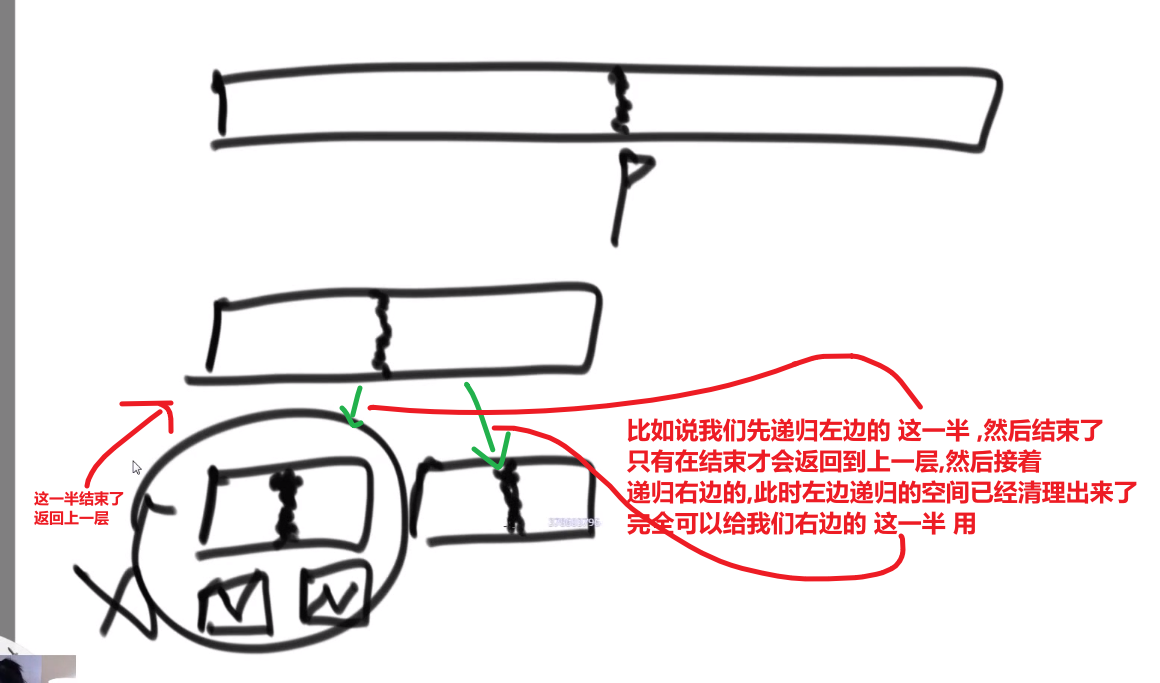 P
比如说我们先递归左边的 这一半 ,然后结束了
只有在结束才会返回到上一层,然后接着
递归右边的,此时左边递归的空间已经清理出来了
完全可以给我们右边的 这一半 用
这一半结束了
返回上一层